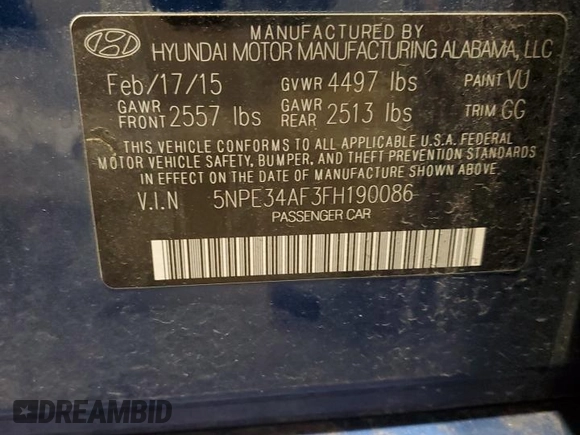 MANUFACTURED BY
HYUNDAI MOTOR MANUFACTURING ALABAMA, LLC
Feb/17/15 GVWR 4497 lbs PAINT VU
GAWR FRONT 2557 lbs GAWR REAR 2513 lbs TRIM GG
THIS VEHICLE CONFORMS TO ALL APPLICABLE U.S.A. FEDERAL
MOTOR VEHICLE SAFETY, BUMPER, AND THEFT PREVENTION
STANDARDS IN EFFECT ON THE DATE OF MANUFACTURE SHOWN ABOVE.
V.I.N 5NPE34AF3FH190086
PASSENGER CAR
DREAMBID